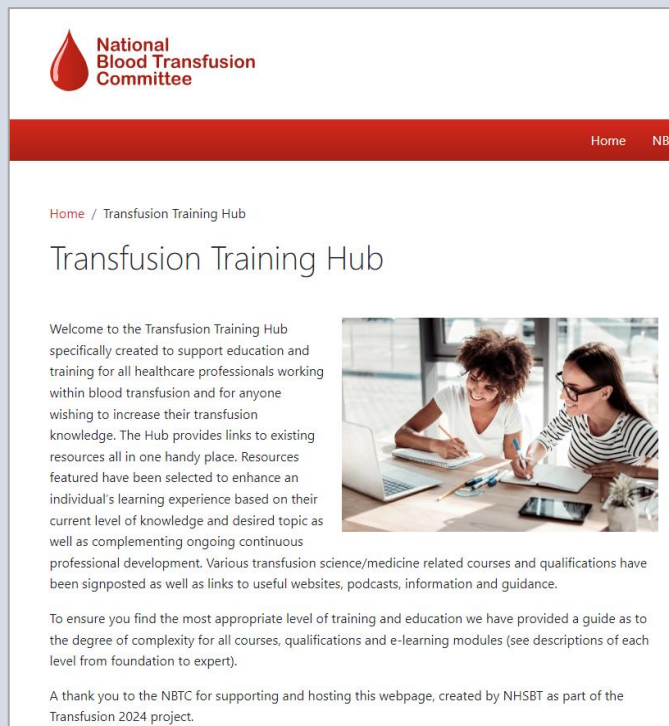 National
Blood Transfusion
Committee
Home NB
Home / Transfusion Training Hub
Transfusion Training Hub
Welcome to the Transfusion Training Hub
specifically created to support education and
training for all healthcare professionals working
within blood transfusion and for anyone
wishing to increase their transfusion
knowledge. The Hub provides links to existing
resources all in one handy place. Resources
featured have been selected to enhance an
individual's learning experience based on their
current level of knowledge and desired topic as
well as complementing ongoing continuous
professional development. Various transfusion science/medicine related courses and qualifications have
been signposted as well as links to useful websites, podcasts, information and guidance.
To ensure you find the most appropriate level of training and education we have provided a guide as to
the degree of complexity for all courses, qualifications and e-learning modules (see descriptions of each
level from foundation to expert).
A thank you to the NBTC for supporting and hosting this webpage, created by NHSBT as part of the
Transfusion 2024 project.